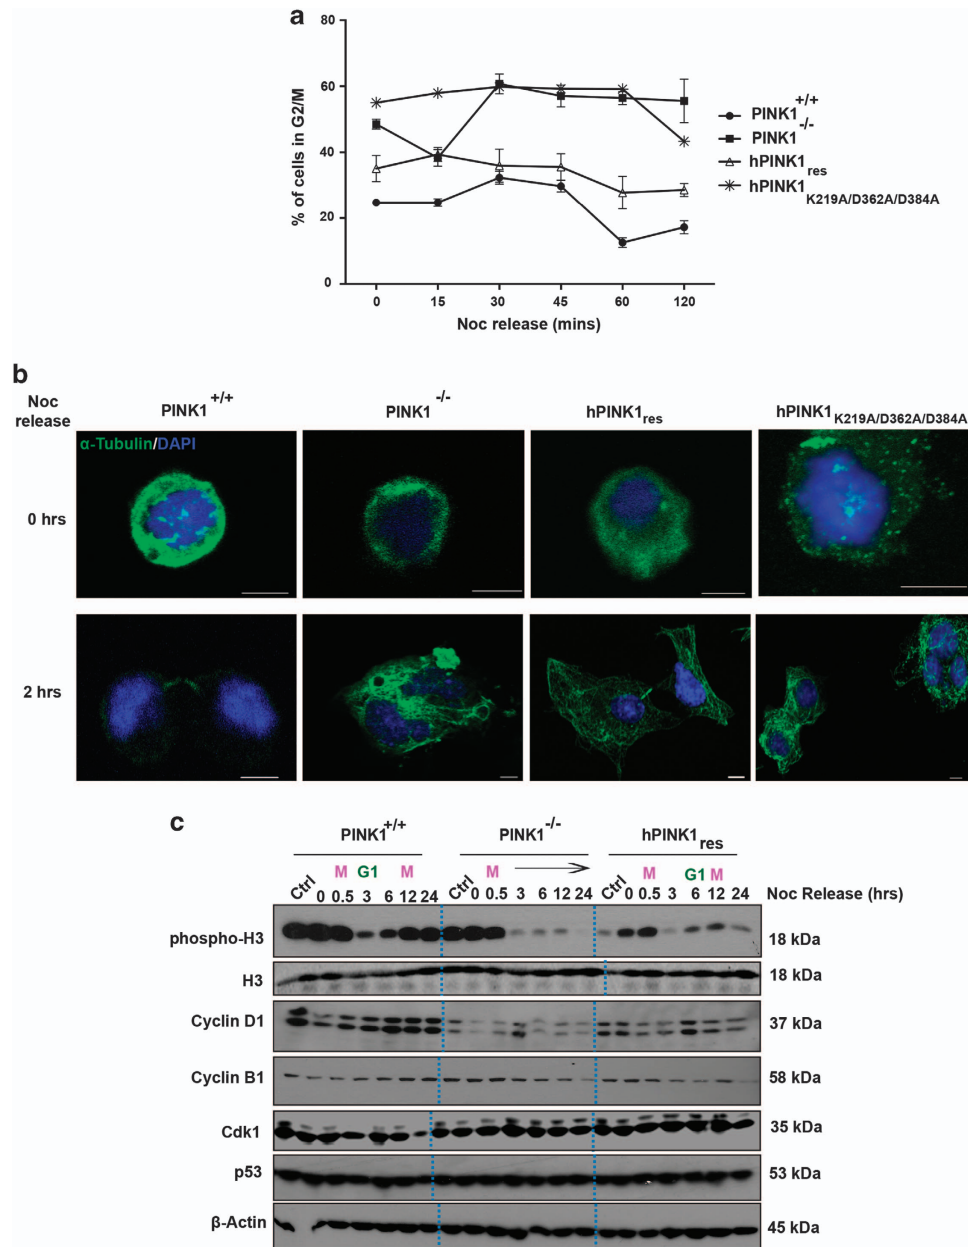 a
80
60
40
20
0
% of cells in G2/M
0 15 30 45 60 120
Noc release (mins)
PINK1+/+
PINK1-/-
hPINK1res
hPINK1K219A/D362A/D384A
b
Noc release
PINK1+/+ PINK1-/- hPINK1res hPINK1K219A/D362A/D384A
α-Tubulin/DAPI
0 hrs
2 hrs
c
PINK1+/+ PINK1-/- hPINK1res
M G1 M M M G1 M
Ctrl 0 0.5 3 6 12 24 Ctrl 0 0.5 3 6 12 24 Ctrl 0 0.5 3 6 12 24 Noc Release (hrs)
phospho-H3 18 kDa
H3 18 kDa
Cyclin D1 37 kDa
Cyclin B1 58 kDa
Cdk1 35 kDa
p53 53 kDa
β-Actin 45 kDa